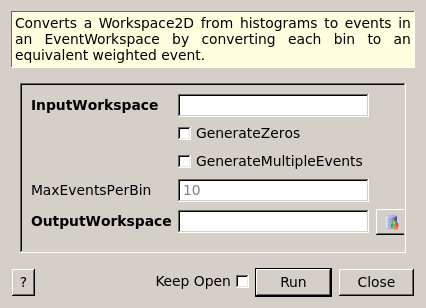 Converts a Workspace2D from histograms to events in
an EventWorkspace by converting each bin to an
equivalent weighted event.
InputWorkspace
GenerateZeros
GenerateMultipleEvents
MaxEventsPerBin 10
OutputWorkspace
? Keep Open Run Close